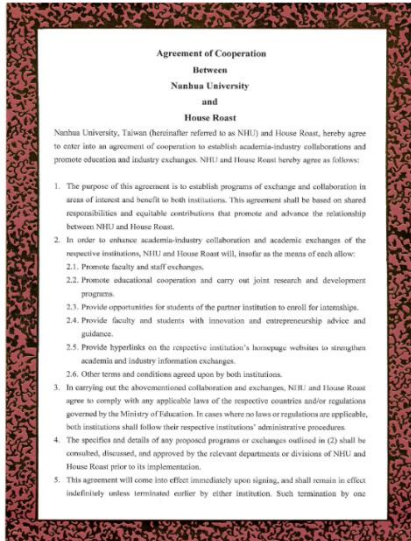 Agreement of Cooperation
Between
Nanhua University
and
House Roast
Nanhua University, Taiwan (hereinafter referred to as NHU) and House Roast, hereby agree
to enter into an agreement of cooperation to establish academia-industry collaborations and
promote education and industry exchanges. NHU and House Roast hereby agree as follows:
1. The purpose of this agreement is to establish programs of exchange and collaboration in
areas of interest and benefit to both institutions. This agreement shall be based on shared
responsibilities and equitable contributions that promote and advance the relationship
between NHU and House Roast.
2. In order to enhance academia-industry collaboration and academic exchanges of the
respective institutions, NHU and House Roast will, insofar as the means of each allow:
2.1. Promote faculty and staff exchanges.
2.2. Promote educational cooperation and carry out joint research and development
programs.
2.3. Provide opportunities for students of the partner institution to enroll for internships.
2.4. Provide faculty and students with innovation and entrepreneurship advice and
guidance.
2.5. Provide hyperlinks on the respective institution's homepage websites to strengthen
academia and industry information exchanges.
2.6. Other terms and conditions agreed upon by both institutions.
3. In carrying out the abovementioned collaboration and exchanges, NHU and House Roast
agree to comply with any applicable laws of the respective countries and/or regulations
governed by the Ministry of Education. In cases where no laws or regulations are applicable,
both institutions shall follow their respective institutions' administrative procedures.
4. The specifics and details of any proposed programs or exchanges outlined in (2) shall be
consulted, discussed, and approved by the relevant departments or divisions of NHU and
House Roast prior to its implementation.
5. This agreement will come into effect immediately upon signing, and shall remain in effect
indefinitely unless terminated earlier by either institution. Such termination by one